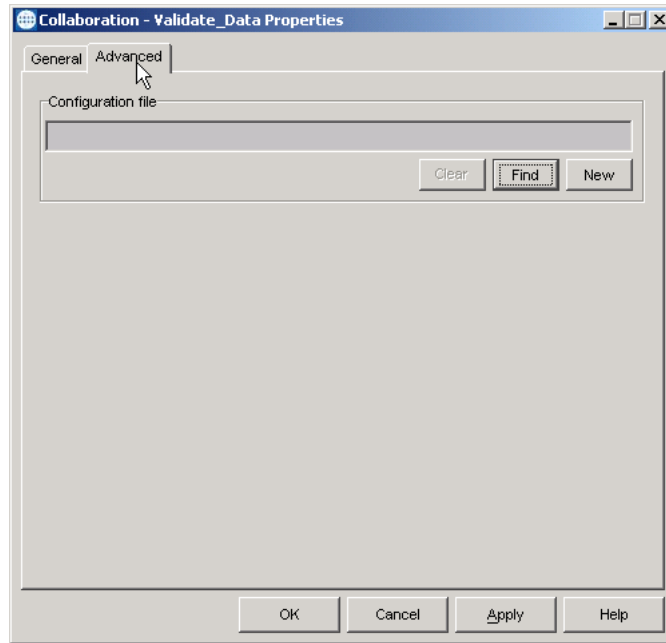 Collaboration - Validate_Data Properties
General Advanced
Configuration file
Clear Find New
OK Cancel Apply Help